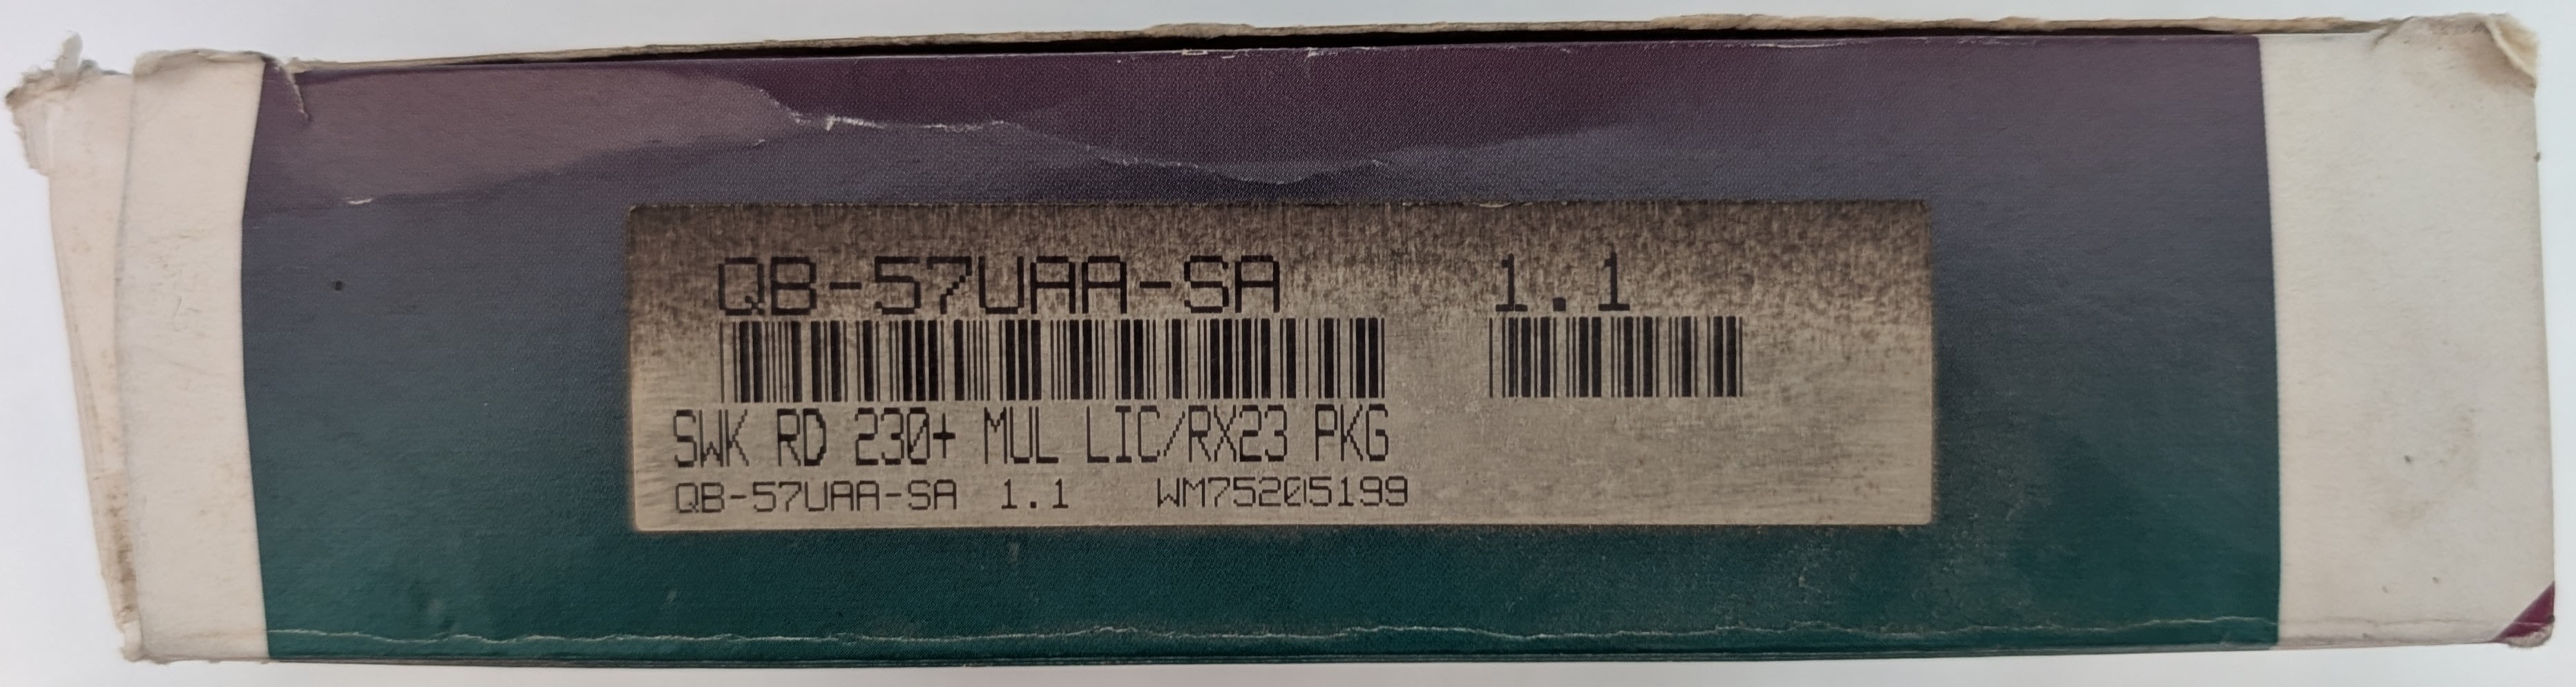 QB-57UAA-SA 1.1
SWK RD 230+ MUL LIC/RX23 PKG
QB-57UAA-SA 1.1 WM75205199